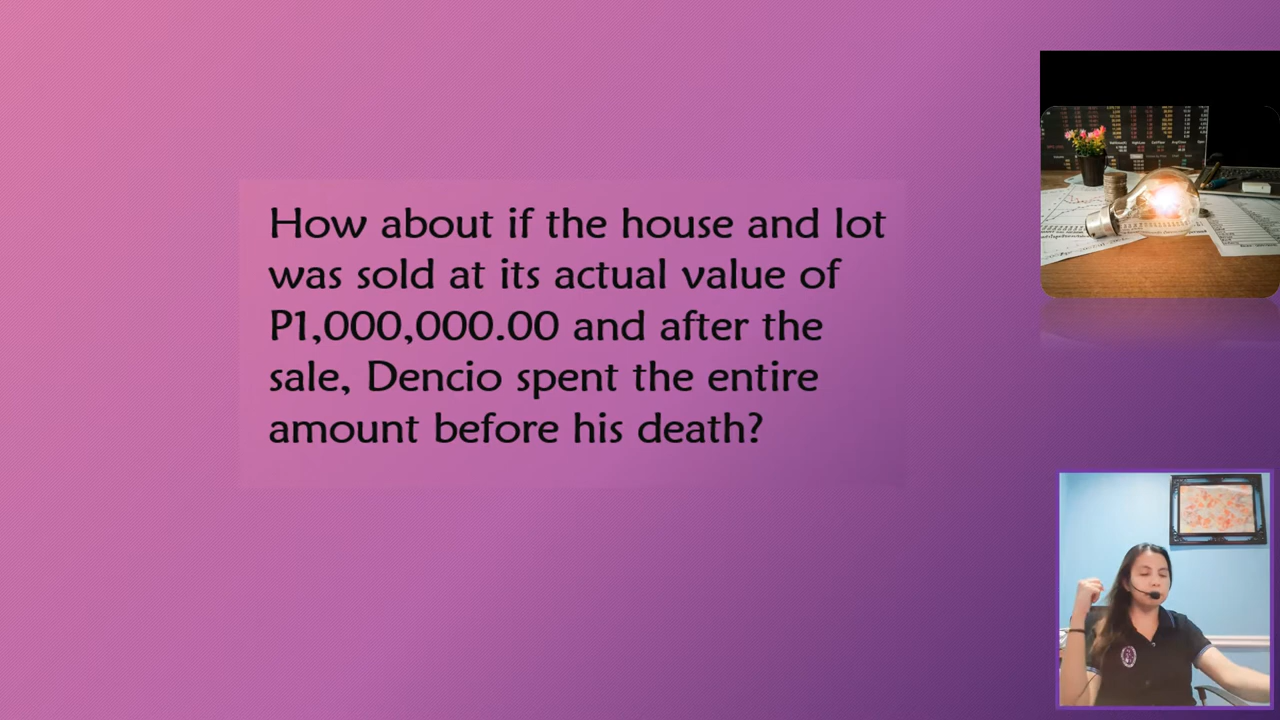 How about if the house and lot
was sold at its actual value of
P1,000,000.00 and after the
sale, Dencio spent the entire
amount before his death?